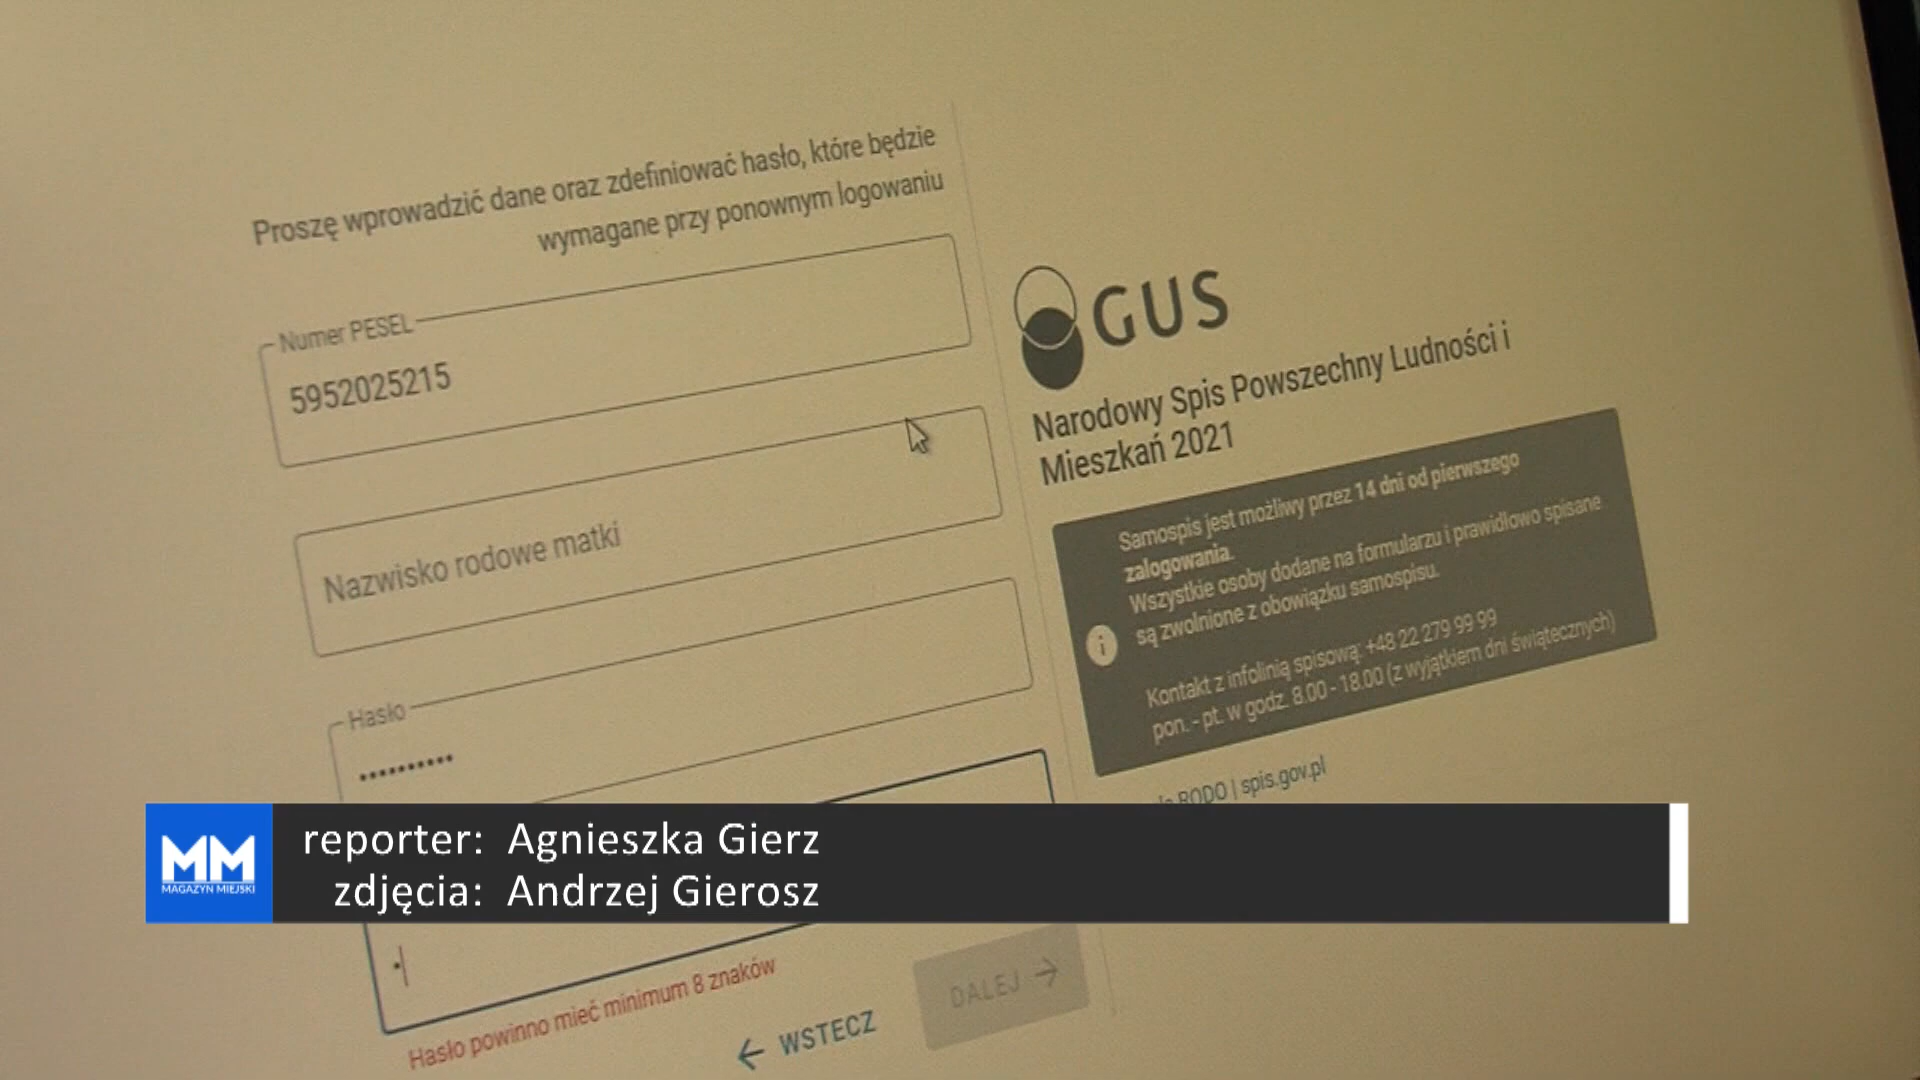 Proszę wprowadzić dane oraz zdefiniować hasło, które będzie
wymagane przy ponownym logowaniu
Numer PESEL
5952025215
Nazwisko rodowe matki
Hasło
••••••••••
•
Hasło powinno mieć minimum 8 znaków
WSTECZ
DALEJ
GUS
Narodowy Spis Powszechny Ludności i
Mieszkań 2021
Samospis jest możliwy przez 14 dni od pierwszego
zalogowania.
Wszystkie osoby dodane na formularzu i prawidłowo spisane
są zwolnione z obowiązku samospisu.
Kontakt z infolinią spisową: +48 22 279 99 99
pon. - pt. w godz. 8.00 - 18.00 (z wyjątkiem dni świątecznych)
RODO | spis.gov.pl
MM
MAGAZYN MIEJSKI
reporter: Agnieszka Gierz
zdjęcia: Andrzej Gierosz